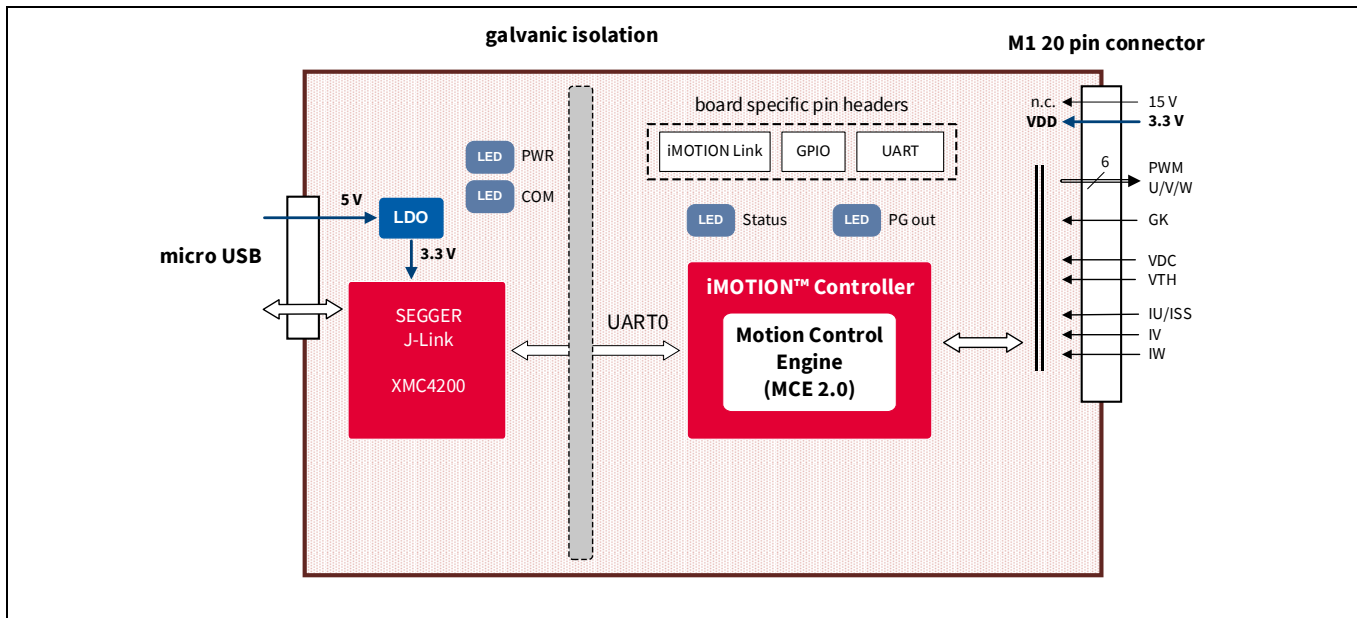 galvanic isolation
M1 20 pin connector
board specific pin headers
iMOTION Link
GPIO
UART
n.c.
15 V
VDD
3.3 V
6
PWM
U/V/W
GK
VDC
VTH
IU/ISS
IV
IW
LED
PWR
LED
COM
LED
Status
LED
PG out
5 V
LDO
3.3 V
micro USB
SEGGER
J-Link
XMC4200
UART0
iMOTION™ Controller
Motion Control
Engine
(MCE 2.0)